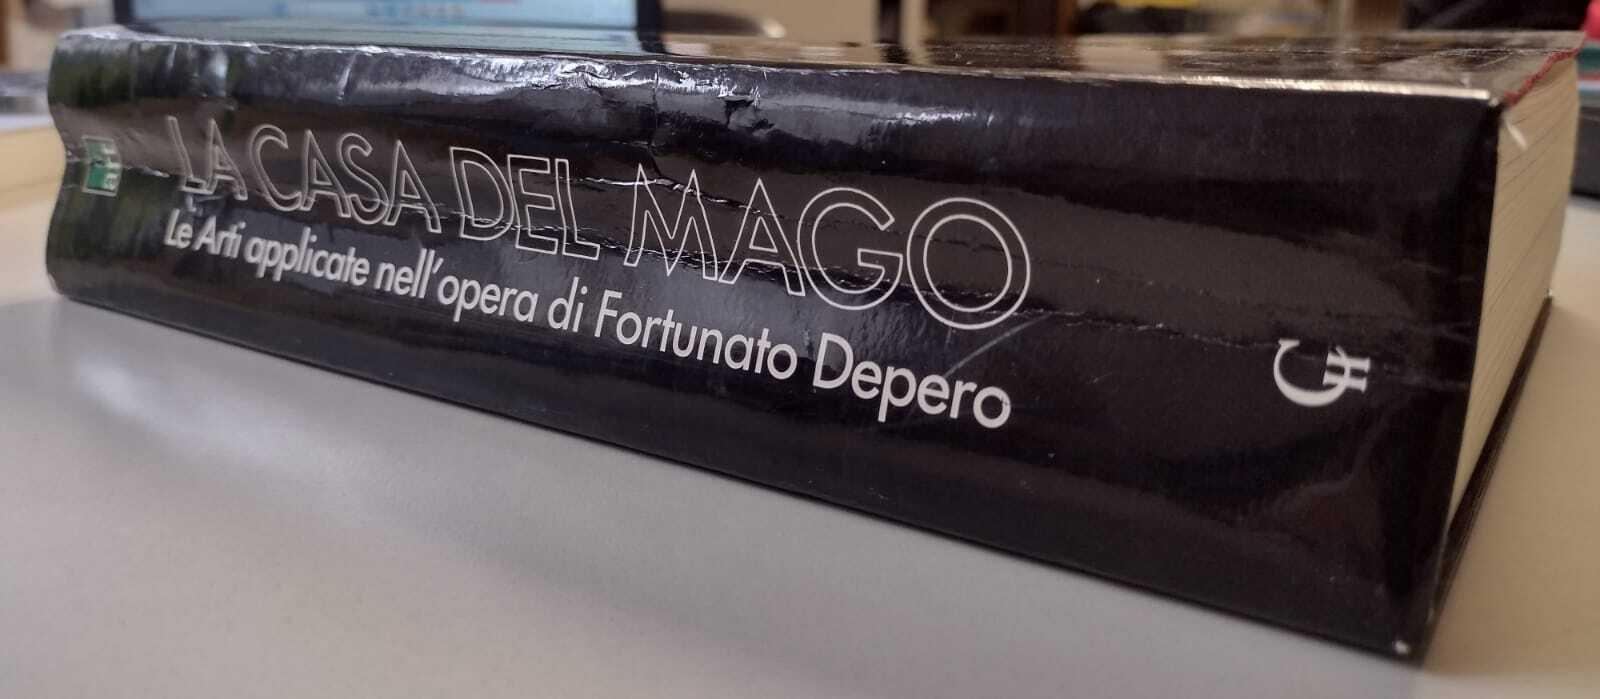 LA CASA DEL MAGO
Le Arti applicate nell'opera di Fortunato Depero